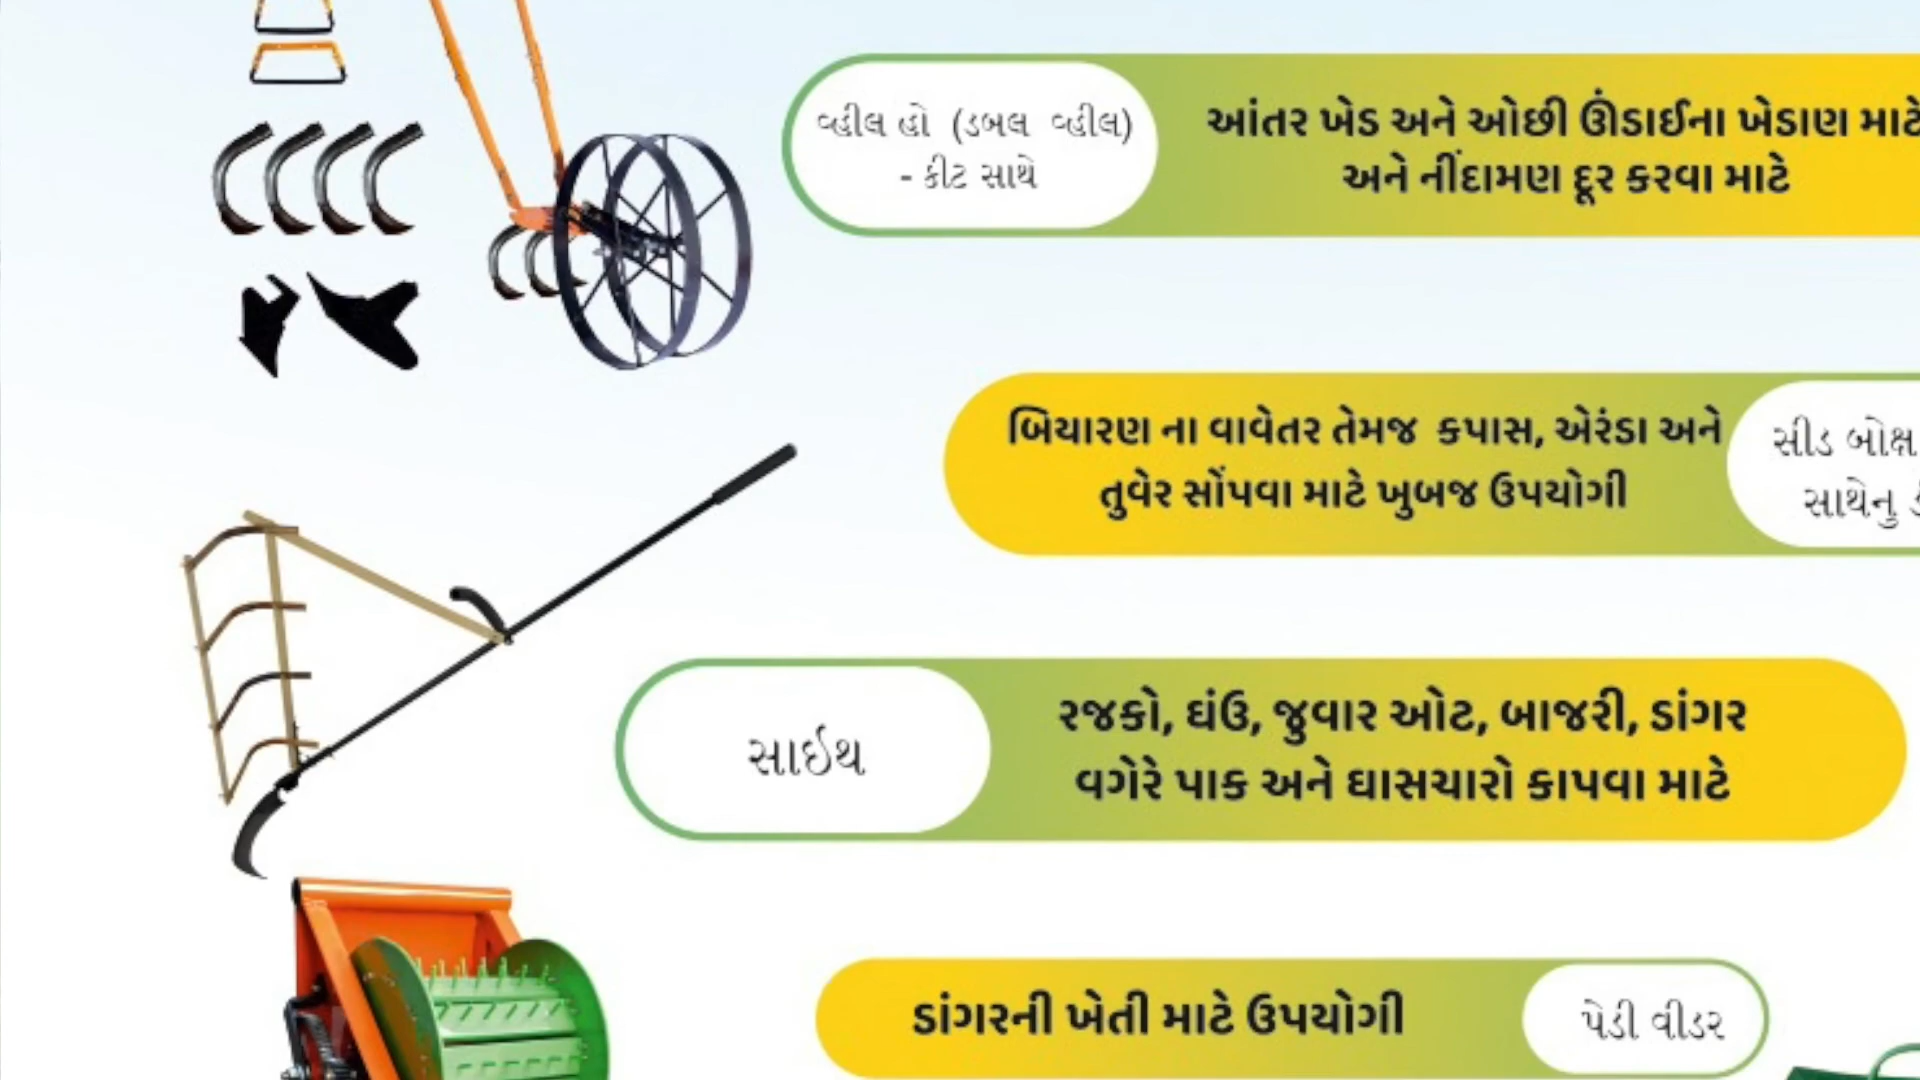 વ્હીલ હો (ડબલ વ્હીલ)
- કીટ સાથે
આંતર ખેડ અને ઓછી ઊંડાઈના ખેડાણ માટે
અને નીંદામણ દૂર કરવા માટે
બિયારણ ના વાવેતર તેમજ કપાસ, એરંડા અને
તુવેર સોંપવા માટે ખુબજ ઉપયોગી
સીડ બોક્ષ
સાથેનુ
સાઇથ
રજકો, ઘંઉ, જુવાર ઓટ, બાજરી, ડાંગર
વગેરે પાક અને ઘાસચારો કાપવા માટે
ડાંગરની ખેતી માટે ઉપયોગી
પેડી વીડર